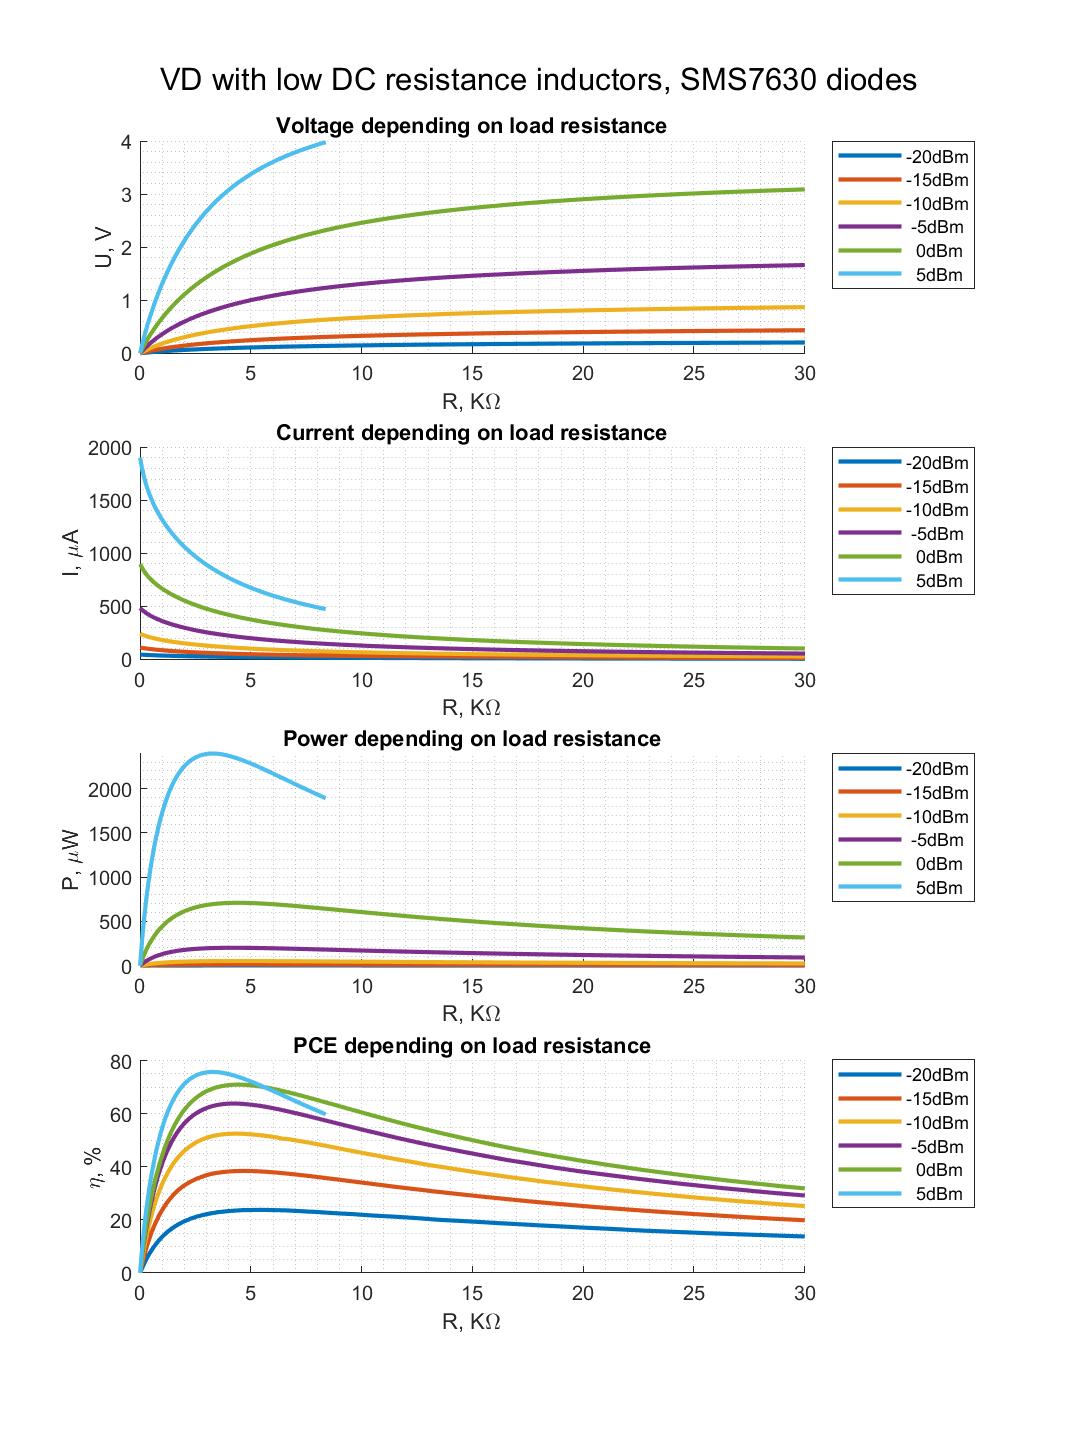 VD with low DC resistance inductors, SMS7630 diodes
Voltage depending on load resistance
4
3
2
1
0
U, V
0 5 10 15 20 25 30
R, KΩ
-20dBm
-15dBm
-10dBm
-5dBm
0dBm
5dBm
Current depending on load resistance
2000
1500
1000
500
0
I, μA
0 5 10 15 20 25 30
R, KΩ
-20dBm
-15dBm
-10dBm
-5dBm
0dBm
5dBm
Power depending on load resistance
2000
1500
1000
500
0
P, μW
0 5 10 15 20 25 30
R, KΩ
-20dBm
-15dBm
-10dBm
-5dBm
0dBm
5dBm
PCE depending on load resistance
80
60
40
20
0
η, %
0 5 10 15 20 25 30
R, KΩ
-20dBm
-15dBm
-10dBm
-5dBm
0dBm
5dBm